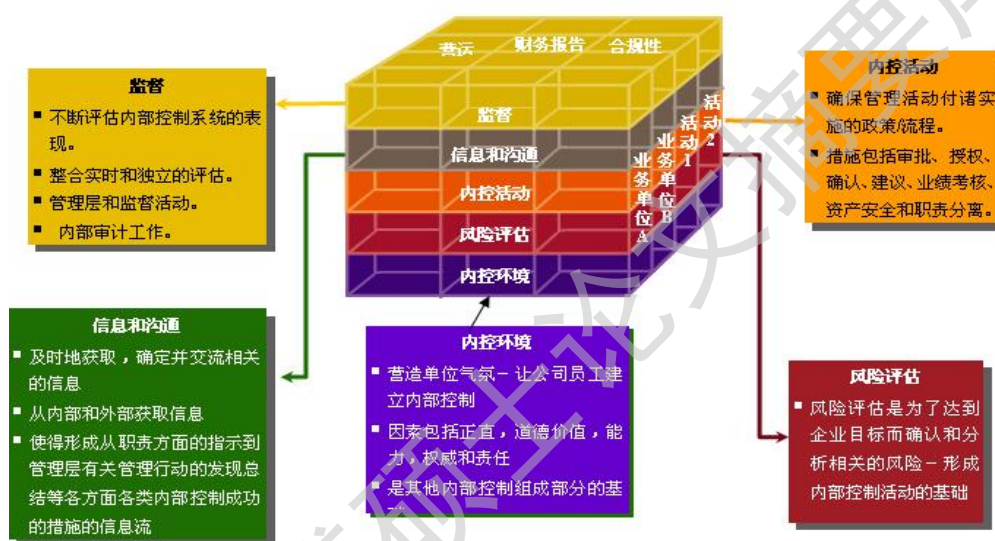 营运 财务报告 合规性
监督
信息和沟通
内控活动
风险评估
内控环境
业务单位A
业务单位B
活动1
活动2
监督
■ 不断评估内部控制系统的表
现。
■ 整合实时和独立的评估。
■ 管理层和监督活动。
■ 内部审计工作。
内控活动
■ 确保管理活动付诸实
施的政策/流程。
■ 措施包括审批、授权、
确认、建议、业绩考核、
资产安全和职责分离。
信息和沟通
■ 及时地获取，确定并交流相关
的信息
■ 从内部和外部获取信息
■ 使得形成从职责方面的指示到
管理层有关管理行动的发现总
结等各方面各类内部控制成功
的措施的信息流
内控环境
■ 营造单位气氛－让公司员工建
立内部控制
■ 因素包括正直，道德价值，能
力，权威和责任
■ 是其他内部控制组成部分的基
风险评估
■ 风险评估是为了达到
企业目标而确认和分
析相关的风险－形成
内部控制活动的基础
硕士论文摘要